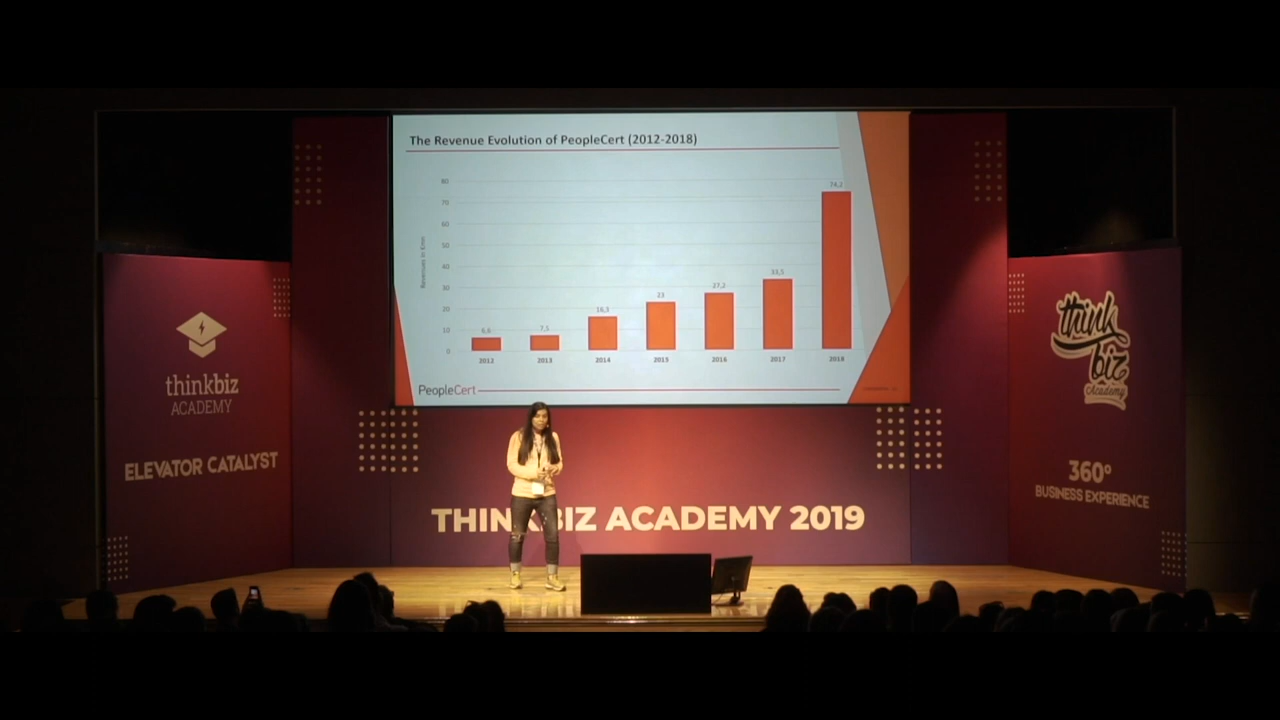 The Revenue Evolution of PeopleCert (2012-2018)
80
70
60
50
40
30
20
10
0
6,6
7,5
16,3
23
27,2
33,5
74,2
2012
2013
2014
2015
2016
2017
2018
PeopleCert
thinkbiz
ACADEMY
ELEVATOR CATALYST
think
biz
Academy
360°
BUSINESS EXPERIENCE
THINKBIZ ACADEMY 2019